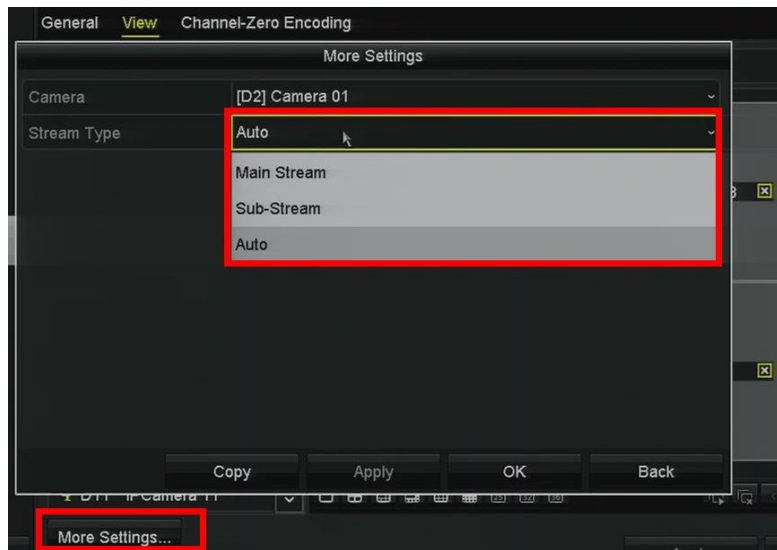 General View Channel-Zero Encoding
More Settings
Camera [D2] Camera 01
Stream Type Auto
Main Stream
Sub-Stream
Auto
Copy Apply OK Back
More Settings...